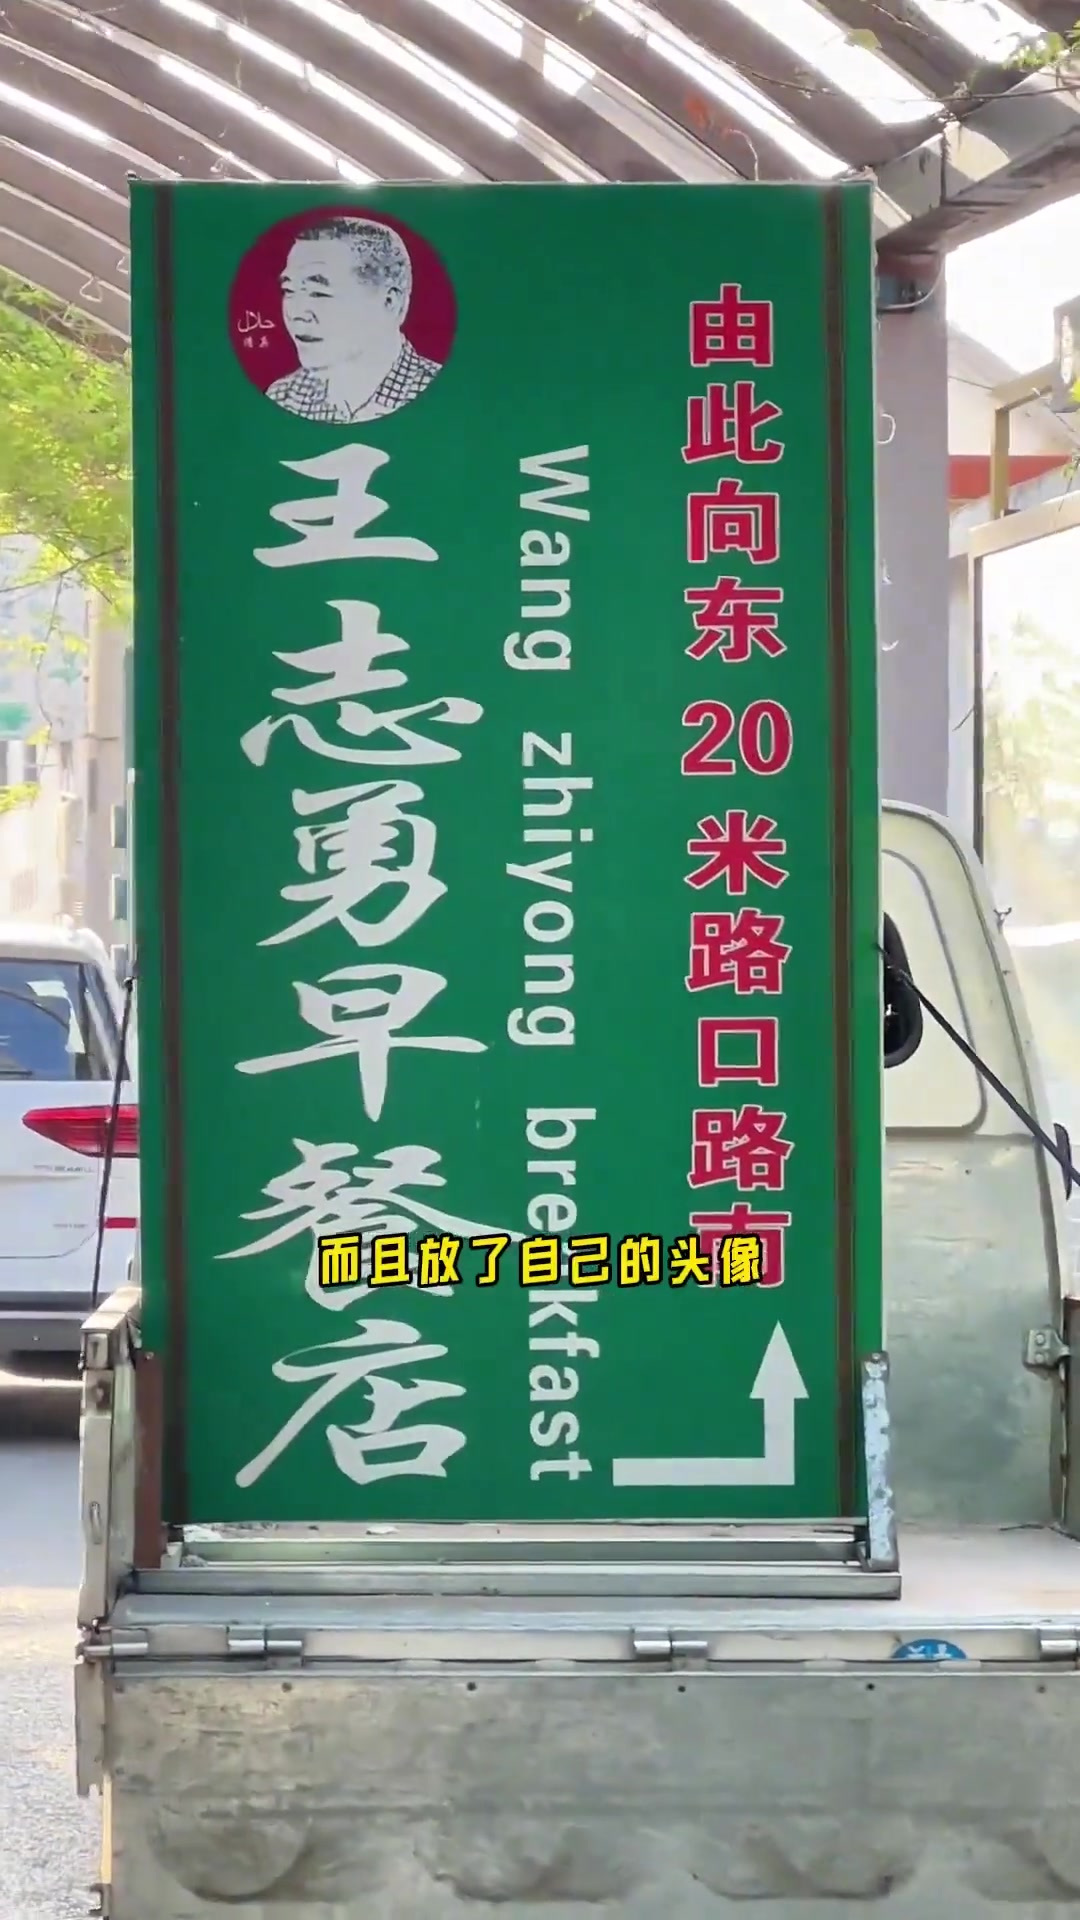 حلال
清真
王志勇早餐店
Wang zhiyong breakfast
由此向东20米路口路南
而且放了自己的头像